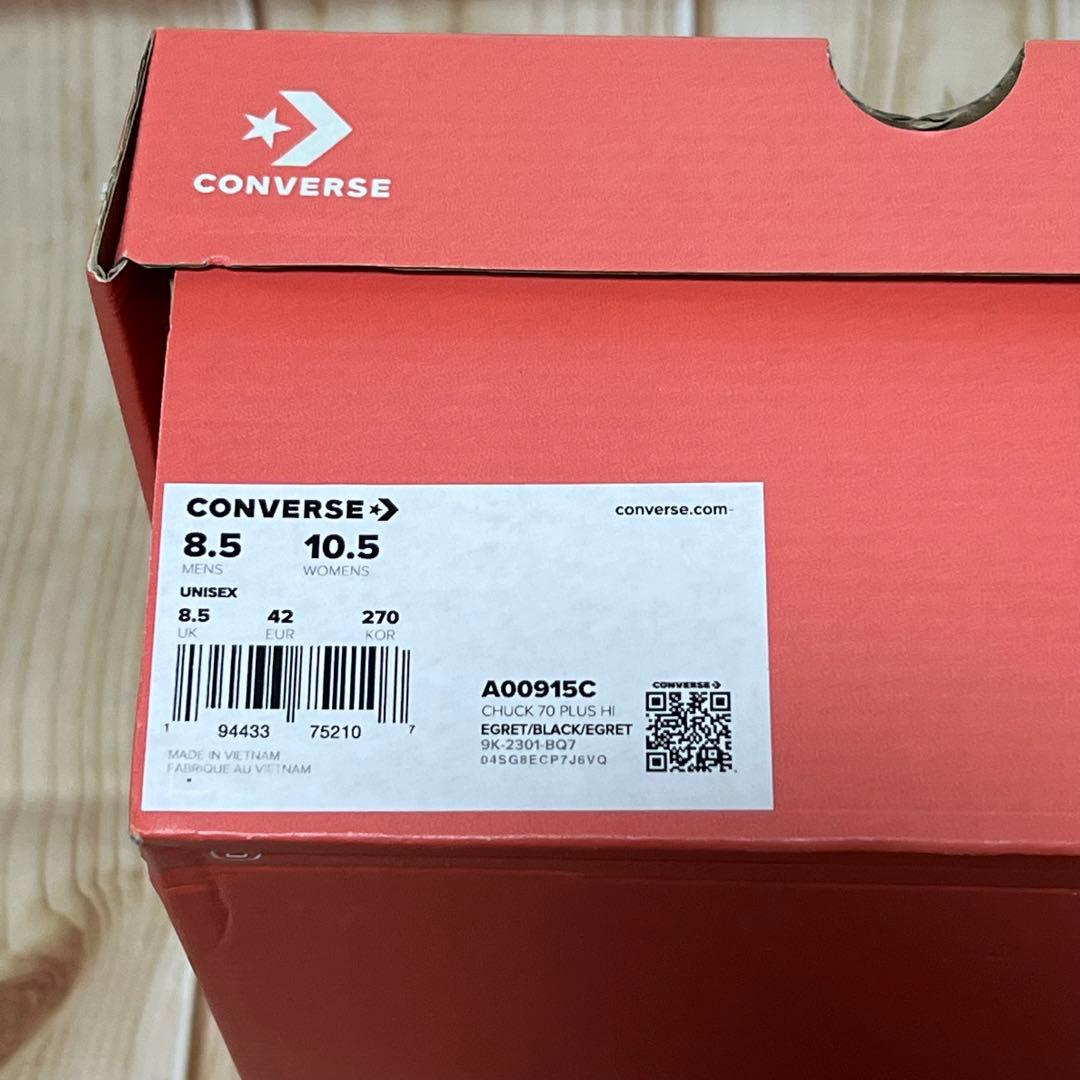 CONVERSE
CONVERSE converse.com
8.5 10.5
MENS WOMENS
UNISEX
8.5 42 270
UK EUR KOR
1 94433 75210 7
MADE IN VIETNAM
FABRIQUE AU VIETNAM
CONVERSE
A00915C
CHUCK 70 PLUS HI
EGRET/BLACK/EGRET
9K-2301-BQ7
04SG8ECP7J6VQ